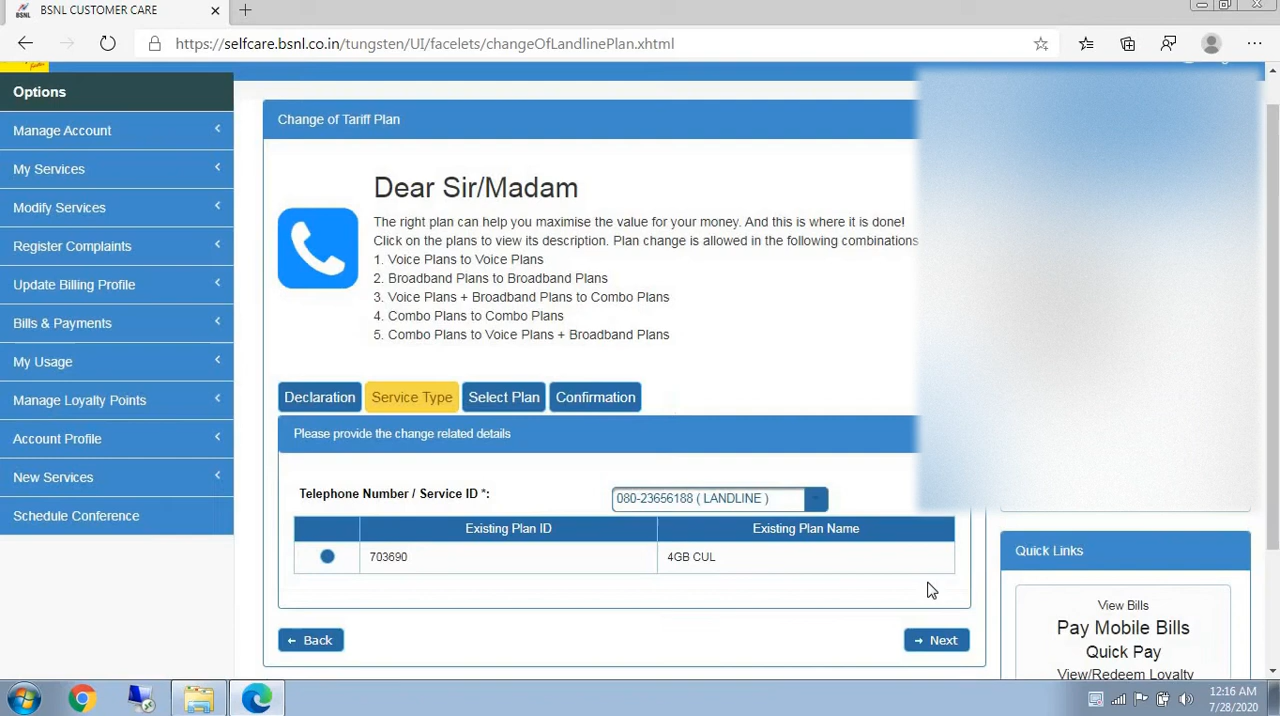 BSNL CUSTOMER CARE
https://selfcare.bsnl.co.in/tungsten/UI/facelets/changeOfLandlinePlan.xhtml
Options
Manage Account
My Services
Modify Services
Register Complaints
Update Billing Profile
Bills & Payments
My Usage
Manage Loyalty Points
Account Profile
New Services
Schedule Conference
Change of Tariff Plan
Dear Sir/Madam
The right plan can help you maximise the value for your money. And this is where it is done!
Click on the plans to view its description. Plan change is allowed in the following combinations
1. Voice Plans to Voice Plans
2. Broadband Plans to Broadband Plans
3. Voice Plans + Broadband Plans to Combo Plans
4. Combo Plans to Combo Plans
5. Combo Plans to Voice Plans + Broadband Plans
Declaration Service Type Select Plan Confirmation
Please provide the change related details
Telephone Number / Service ID *: 080-23656188 ( LANDLINE )
Existing Plan ID Existing Plan Name
703690 4GB CUL
← Back → Next
Quick Links
View Bills
Pay Mobile Bills
Quick Pay
View/Redeem Loyalty
12:16 AM
7/28/2020